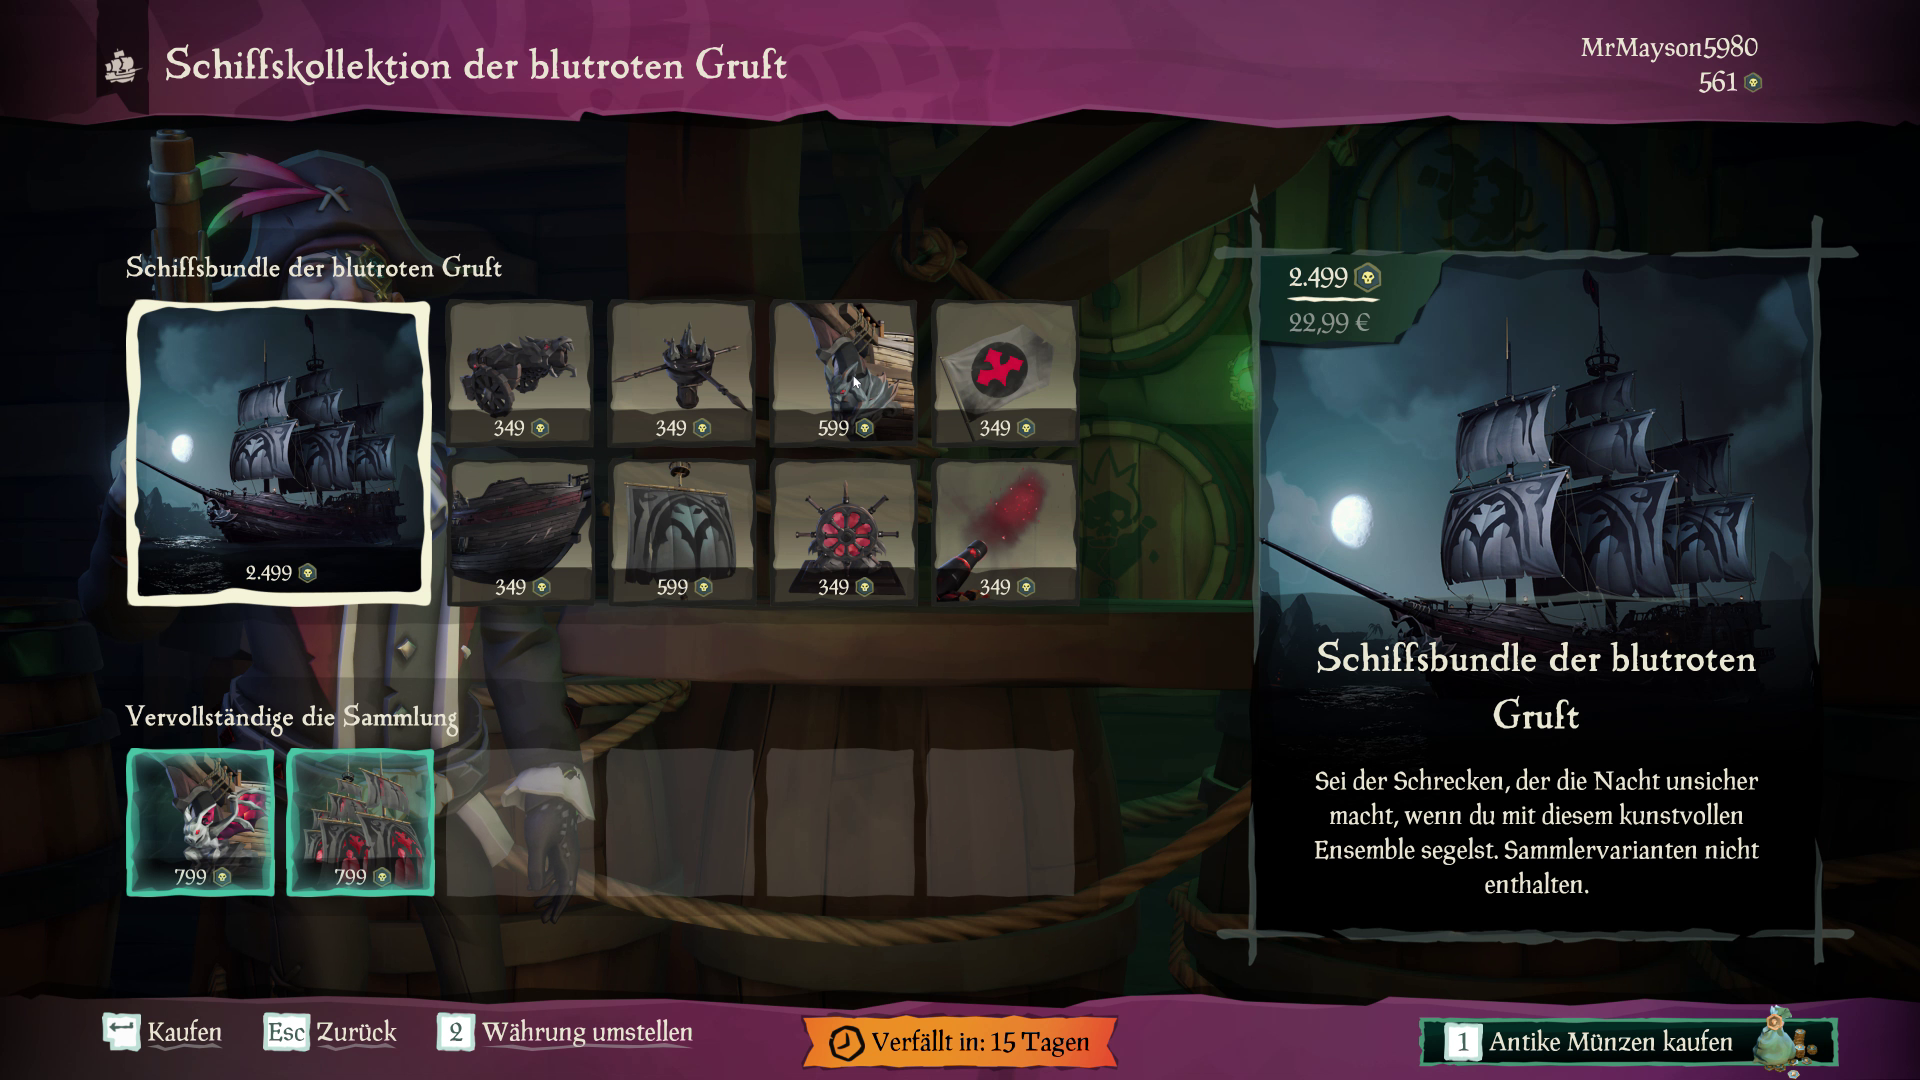 Schiffskollektion der blutroten Gruft
MrMayson5980
561
Schiffsbundle der blutroten Gruft
2.499
349
349
599
349
349
599
349
349
Vervollständige die Sammlung
799
799
2.499
22,99 €
Schiffsbundle der blutroten
Gruft
Sei der Schrecken, der die Nacht unsicher
macht, wenn du mit diesem kunstvollen
Ensemble segelst. Sammlervarianten nicht
enthalten.
Kaufen
Esc Zurück
2 Währung umstellen
Verfällt in: 15 Tagen
1 Antike Münzen kaufen